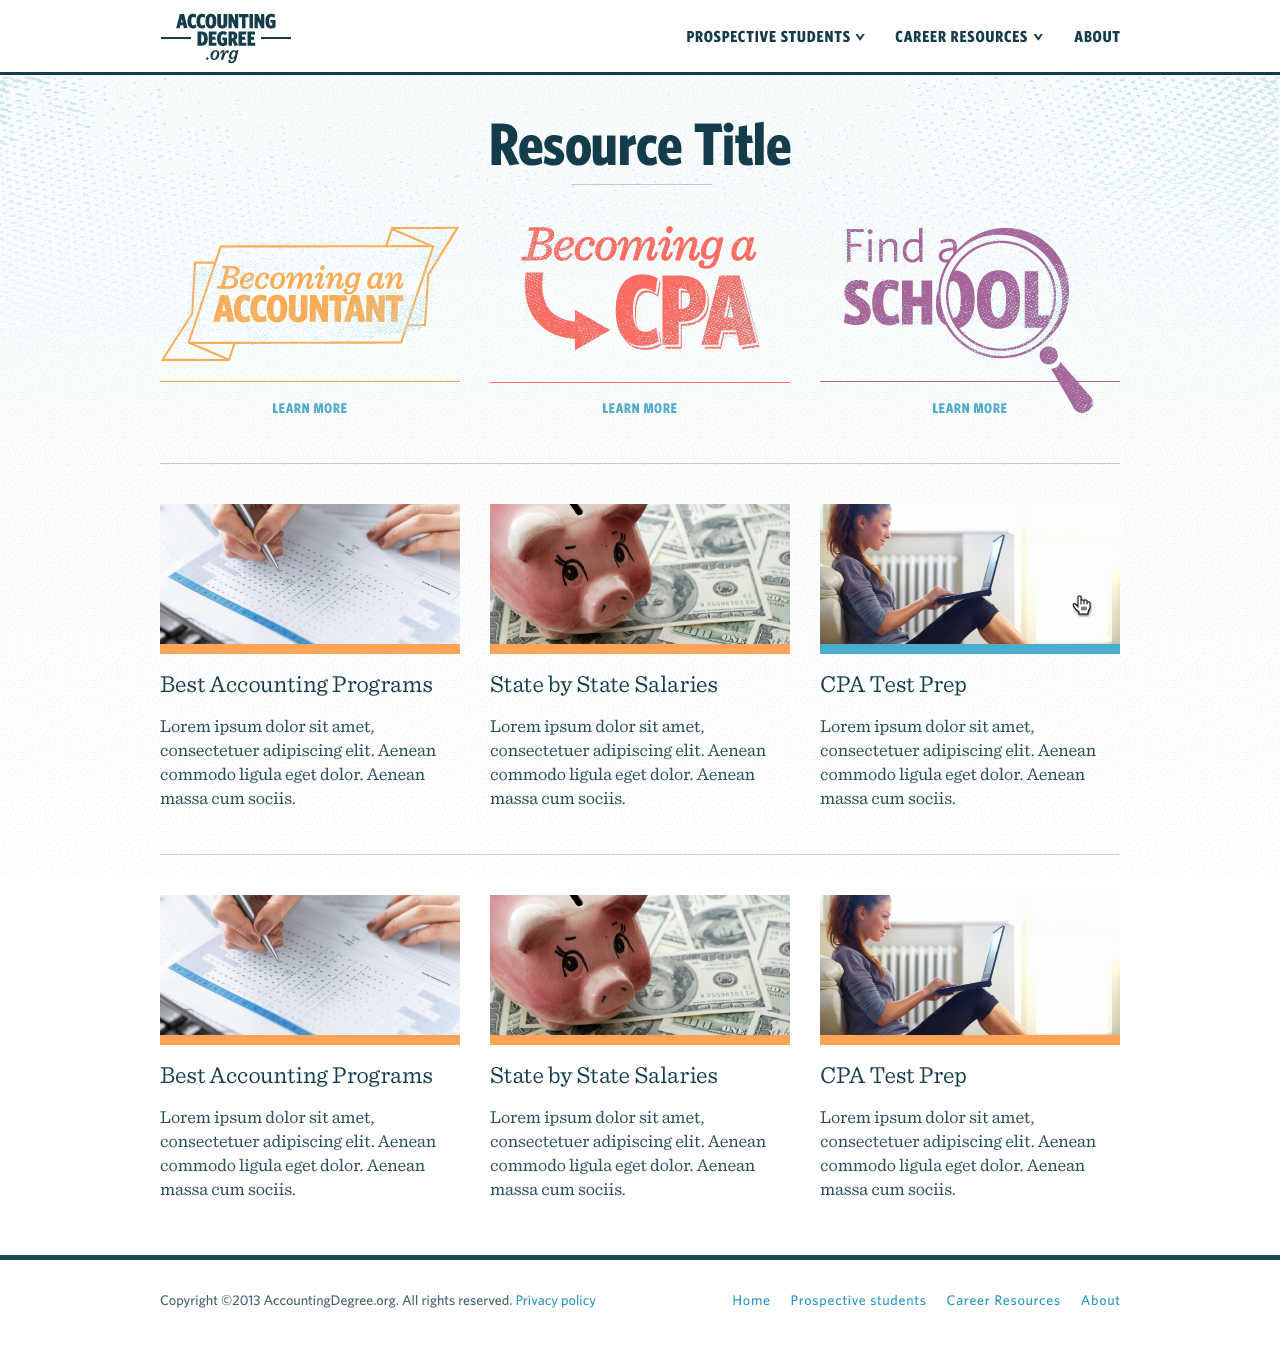 ACCOUNTING
DEGREE
.org
PROSPECTIVE STUDENTS
CAREER RESOURCES
ABOUT
Resource Title
Becoming an
ACCOUNTANT
Becoming a
CPA
Find a
SCHOOL
LEARN MORE
LEARN MORE
LEARN MORE
Best Accounting Programs
Lorem ipsum dolor sit amet,
consectetuer adipiscing elit. Aenean
commodo ligula eget dolor. Aenean
massa cum sociis.
State by State Salaries
Lorem ipsum dolor sit amet,
consectetuer adipiscing elit. Aenean
commodo ligula eget dolor. Aenean
massa cum sociis.
CPA Test Prep
Lorem ipsum dolor sit amet,
consectetuer adipiscing elit. Aenean
commodo ligula eget dolor. Aenean
massa cum sociis.
Best Accounting Programs
Lorem ipsum dolor sit amet,
consectetuer adipiscing elit. Aenean
commodo ligula eget dolor. Aenean
massa cum sociis.
State by State Salaries
Lorem ipsum dolor sit amet,
consectetuer adipiscing elit. Aenean
commodo ligula eget dolor. Aenean
massa cum sociis.
CPA Test Prep
Lorem ipsum dolor sit amet,
consectetuer adipiscing elit. Aenean
commodo ligula eget dolor. Aenean
massa cum sociis.
Copyright ©2013 AccountingDegree.org. All rights reserved. Privacy policy
Home Prospective students Career Resources About